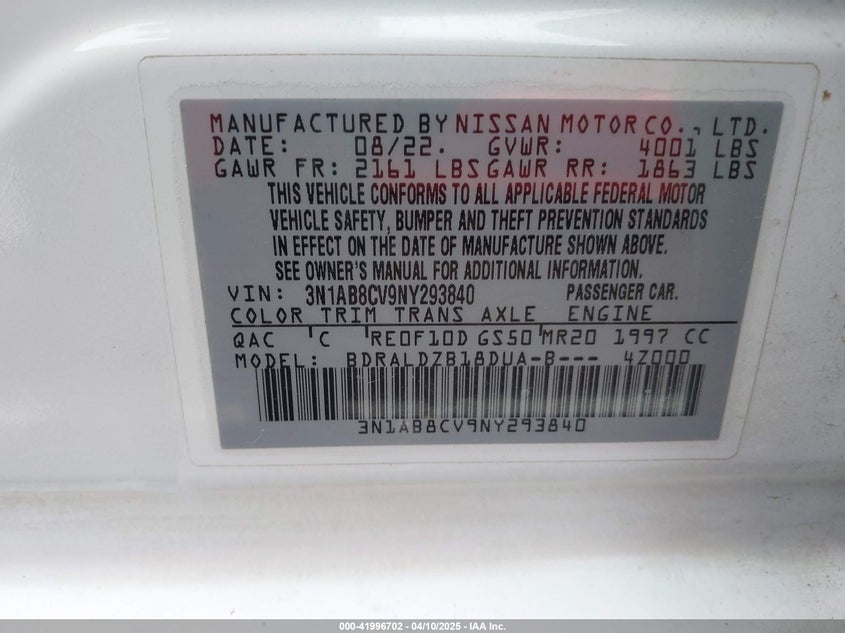 MANUFACTURED BY NISSAN MOTOR CO., LTD.
DATE: 08/22. GVWR: 4001 LBS
GAWR FR: 2161 LBS GAWR RR: 1863 LBS
THIS VEHICLE CONFORMS TO ALL APPLICABLE FEDERAL MOTOR
VEHICLE SAFETY, BUMPER AND THEFT PREVENTION STANDARDS
IN EFFECT ON THE DATE OF MANUFACTURE SHOWN ABOVE.
SEE OWNER'S MANUAL FOR ADDITIONAL INFORMATION.
VIN: 3N1AB8CV9NY293840 PASSENGER CAR.
COLOR TRIM TRANS AXLE ENGINE
QAC C RE0F10D GS50 MR20 1997 CC
MODEL: BDRALDZB18DUA-B--- 4Z000
3N1AB8CV9NY293840
000-41996702 - 04/10/2025 - IAA Inc.